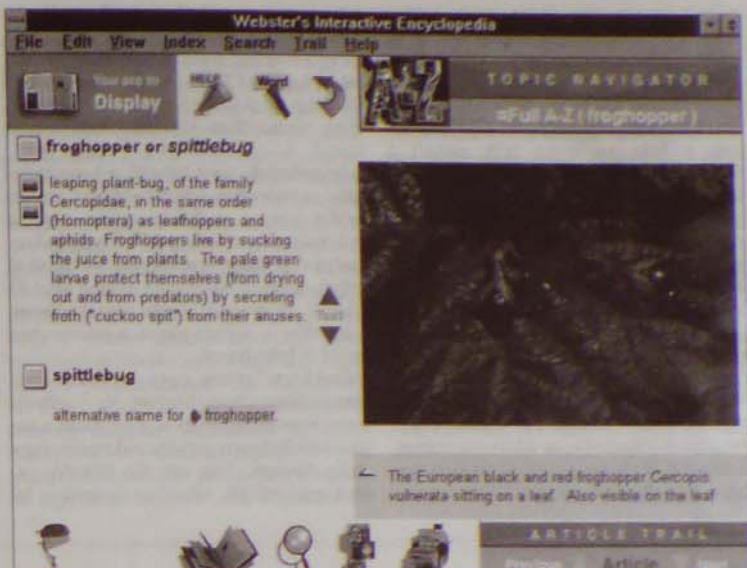 Webster's Interactive Encyclopedia
File Edit View Index Search Trail Help
You are in
Display
HELP
Word
TOPIC NAVIGATOR
=Full A-Z ( froghopper )
froghopper or spittlebug
leaping plant-bug, of the family
Cercopidae, in the same order
(Homoptera) as leafhoppers and
aphids. Froghoppers live by sucking
the juice from plants. The pale green
larvae protect themselves (from drying
out and from predators) by secreting
froth ("cuckoo spit") from their anuses.
Text
spittlebug
alternative name for froghopper.
The European black and red froghopper Cercopis
vulnerata sitting on a leaf. Also visible on the leaf
ARTICLE TRAIL
Previous Article